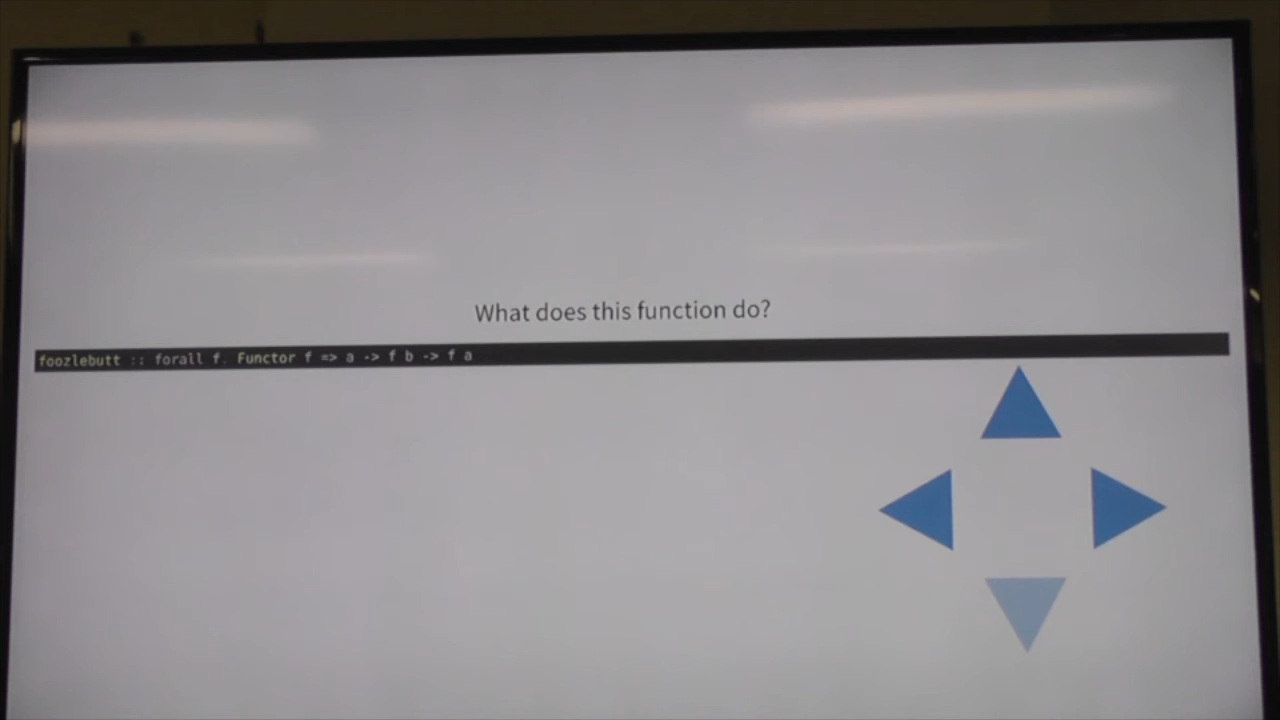 What does this function do?
foozlebutt :: forall f. Functor f => a -> f b -> f a